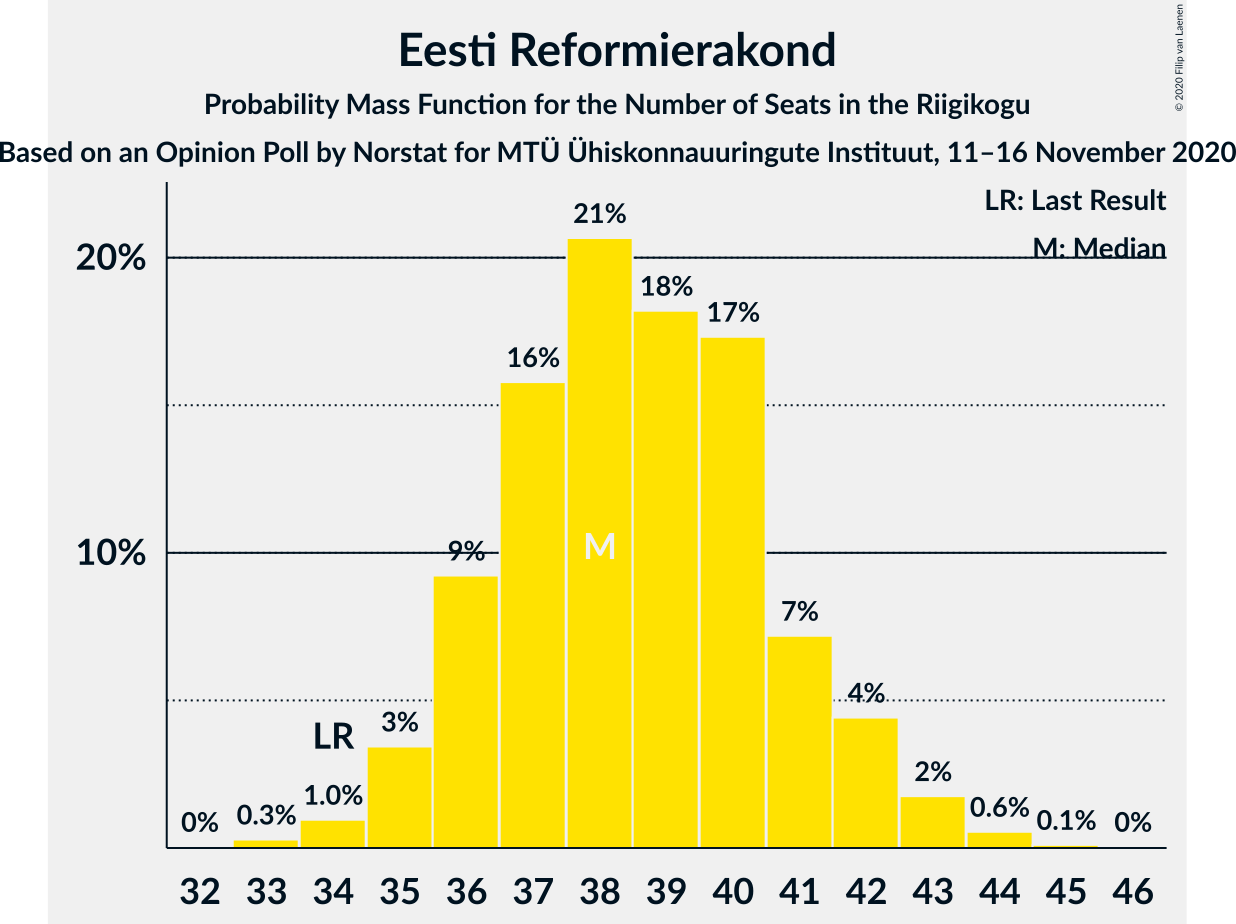 Eesti Reformierakond
Probability Mass Function for the Number of Seats in the Riigikogu
Based on an Opinion Poll by Norstat for MTÜ Ühiskonnauuringute Instituut, 11–16 November 2020
© 2020 Filip van Laenen
LR: Last Result
M: Median
20%
10%
0% 0.3% 1.0% 3% 9% 16% 21% 18% 17% 7% 4% 2% 0.6% 0.1% 0%
LR
M
32 33 34 35 36 37 38 39 40 41 42 43 44 45 46